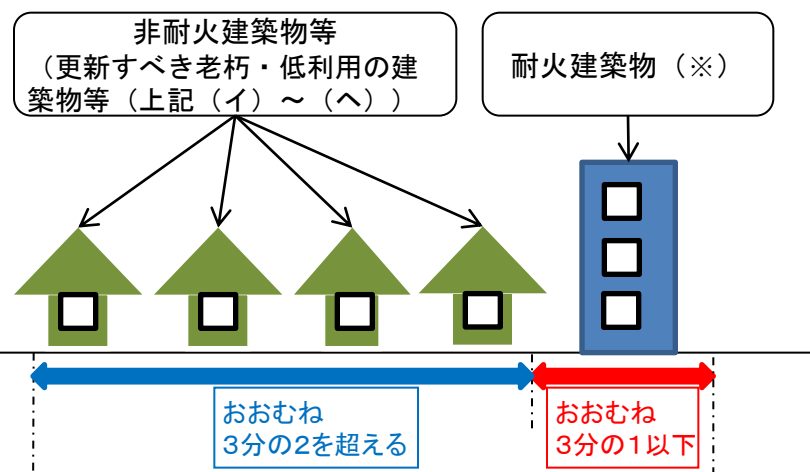 非耐火建築物等
（更新すべき老朽・低利用の建
築物等（上記（イ）～（ヘ））
耐火建築物（※）
おおむね
３分の２を超える
おおむね
３分の１以下